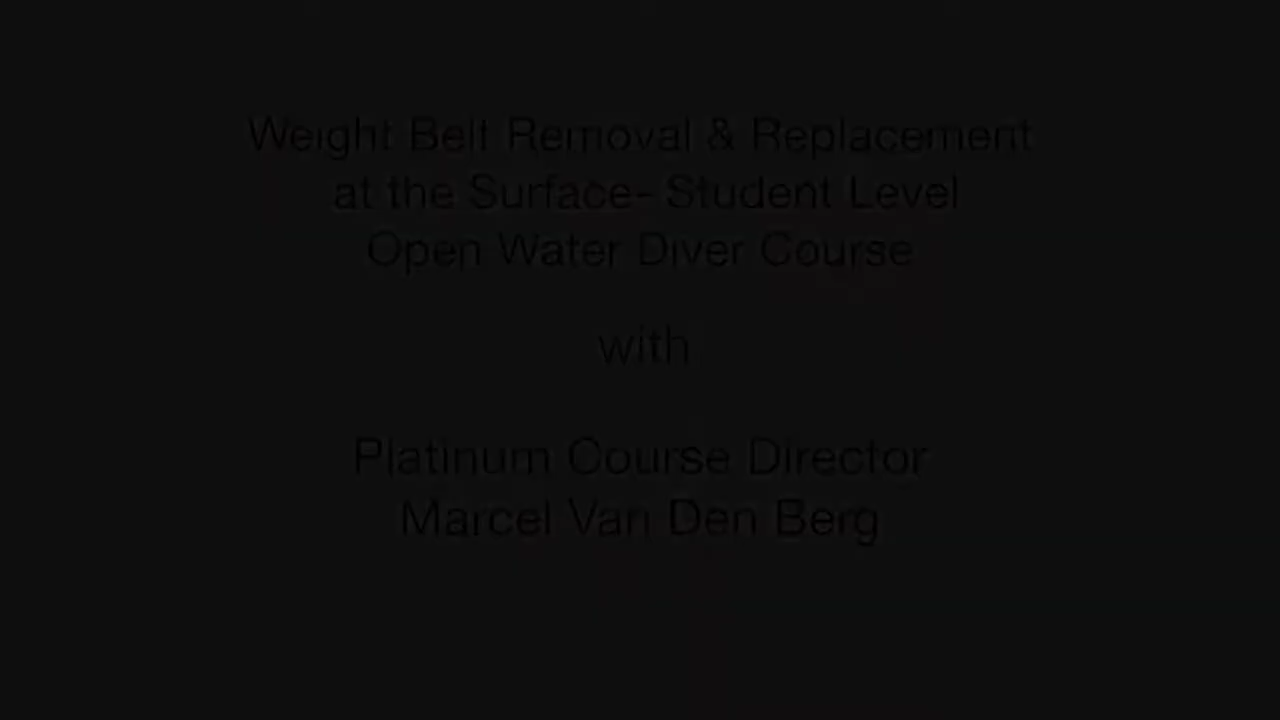 Weight Belt Removal & Replacement
at the Surface- Student Level
Open Water Diver Course
with
Platinum Course Director
Marcel Van Den Berg